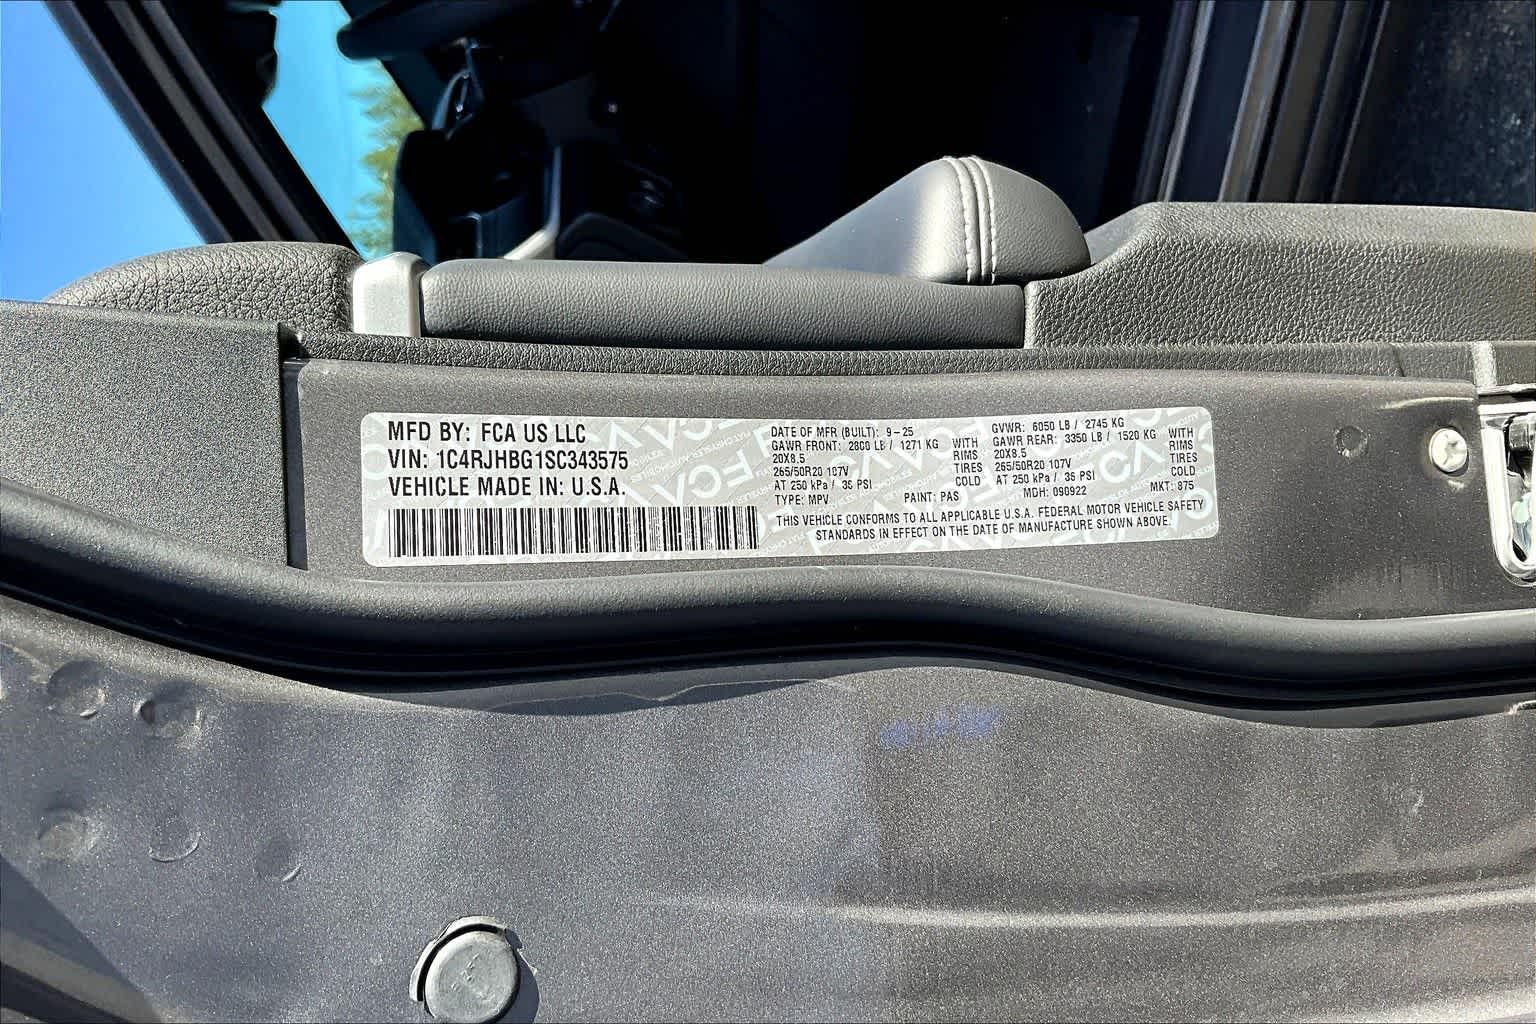 MFD BY: FCA US LLC
VIN: 1C4RJHBG1SC343575
VEHICLE MADE IN: U.S.A.
DATE OF MFR (BUILT): 9-25
GAWR FRONT: 2800 LB / 1271 KG WITH
20X8.5 RIMS
265/50R20 107V TIRES
AT 250 kPa / 36 PSI COLD
TYPE: MPV PAINT: PAS
GVWR: 6050 LB / 2745 KG
GAWR REAR: 3350 LB / 1520 KG WITH
20X8.5 RIMS
265/50R20 107V TIRES
AT 250 kPa / 36 PSI COLD
MDH: 090922 MKT: 875
THIS VEHICLE CONFORMS TO ALL APPLICABLE U.S.A. FEDERAL MOTOR VEHICLE SAFETY
STANDARDS IN EFFECT ON THE DATE OF MANUFACTURE SHOWN ABOVE.